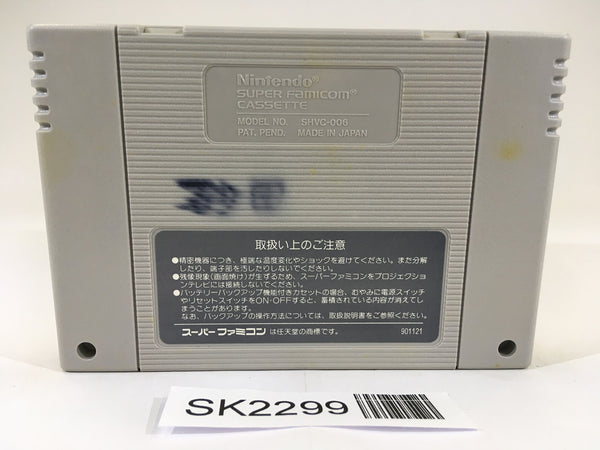 Nintendo®
SUPER FAMICOM®
CASSETTE
MODEL NO. SHVC-006
PAT. PEND. MADE IN JAPAN
取扱い上のご注意
●精密機器につき、極端な温度変化やショックを避けてください。また分解
したり、端子部を汚したりしないでください。
●残像現象(画面焼け)が生ずるため、スーパーファミコンをプロジェクショ
ンテレビには接続しないでください。
●バッテリーバックアップ機能付きカセットの場合、むやみに電源スイッチ
やリセットスイッチをON・OFFすると、蓄積されている内容が消えてし
まうことがあります。
なお、バックアップの操作方法については、取扱説明書をご参照ください。
スーパーファミコン は任天堂の商標です。 901121
SK2299